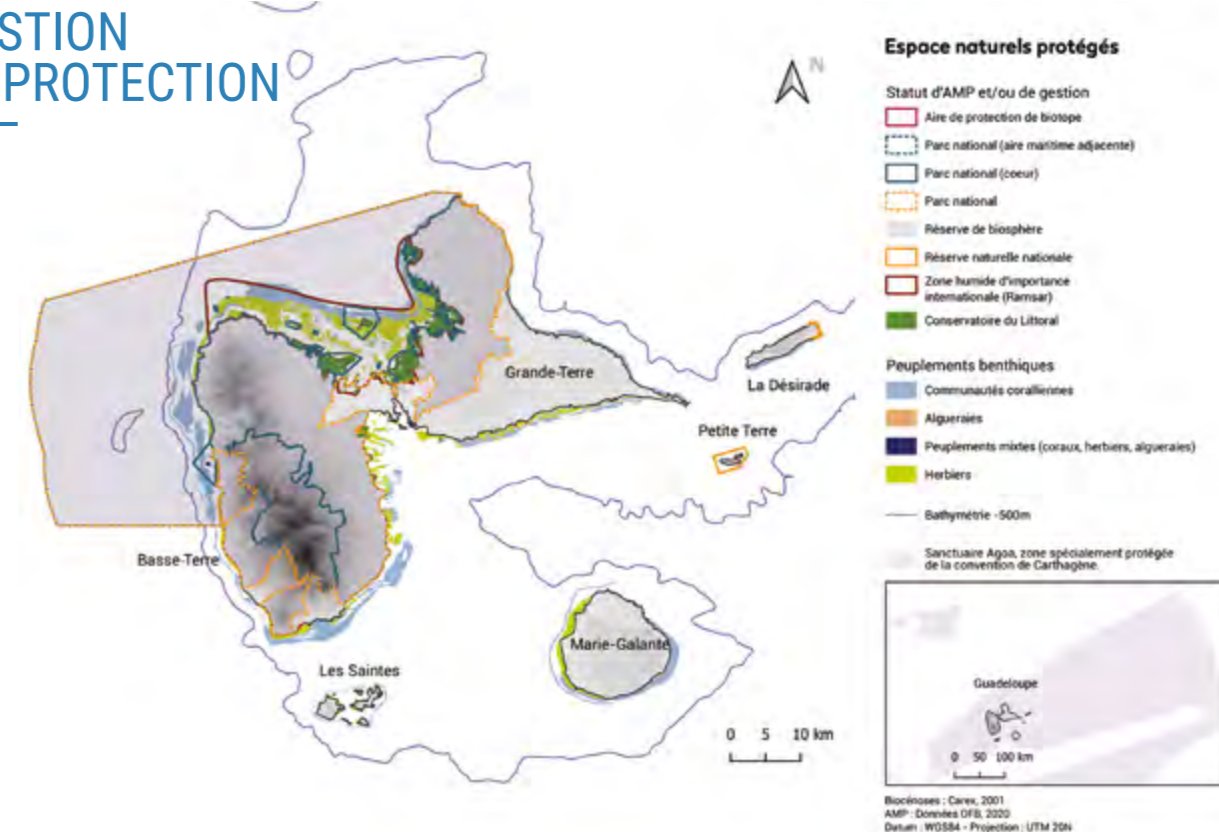 STION
PROTECTION
N
Espace naturels protégés
Statut d'AMP et/ou de gestion
Aire de protection de biotope
Parc national (aire maritime adjacente)
Parc national (coeur)
Parc national
Réserve de biosphère
Réserve naturelle nationale
Zone humide d'importance
internationale (Ramsar)
Conservatoire du Littoral
Peuplements benthiques
Communautés coralliennes
Algueraies
Peuplements mixtes (coraux, herbiers, algueraies)
Herbiers
Bathymétrie -500m
Sanctuaire Agoa, zone spécialement protégée
de la convention de Carthagène.
Grande-Terre
La Désirade
Petite Terre
Basse-Terre
Marie-Galante
Les Saintes
0 5 10 km
Guadeloupe
0 50 100 km
Biocénoses : Carex, 2001
AMP : Données OFB, 2020
Datum : WGS84 - Projection : UTM 20N